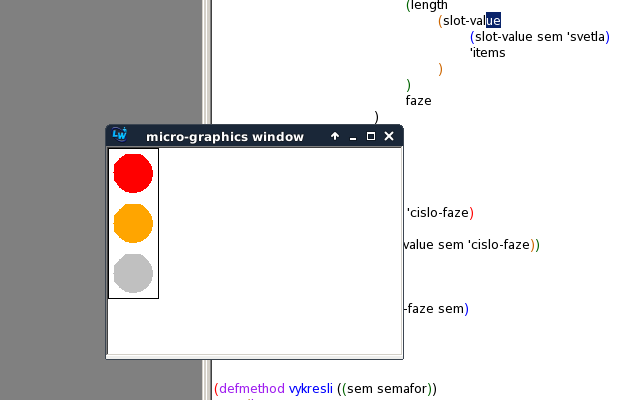 (length
(slot-value
(slot-value sem 'svetla)
'items
)
)
faze
)
LW
micro-graphics window
'cislo-faze)
value sem 'cislo-faze))
-faze sem)
(defmethod vykresli ((sem semafor))